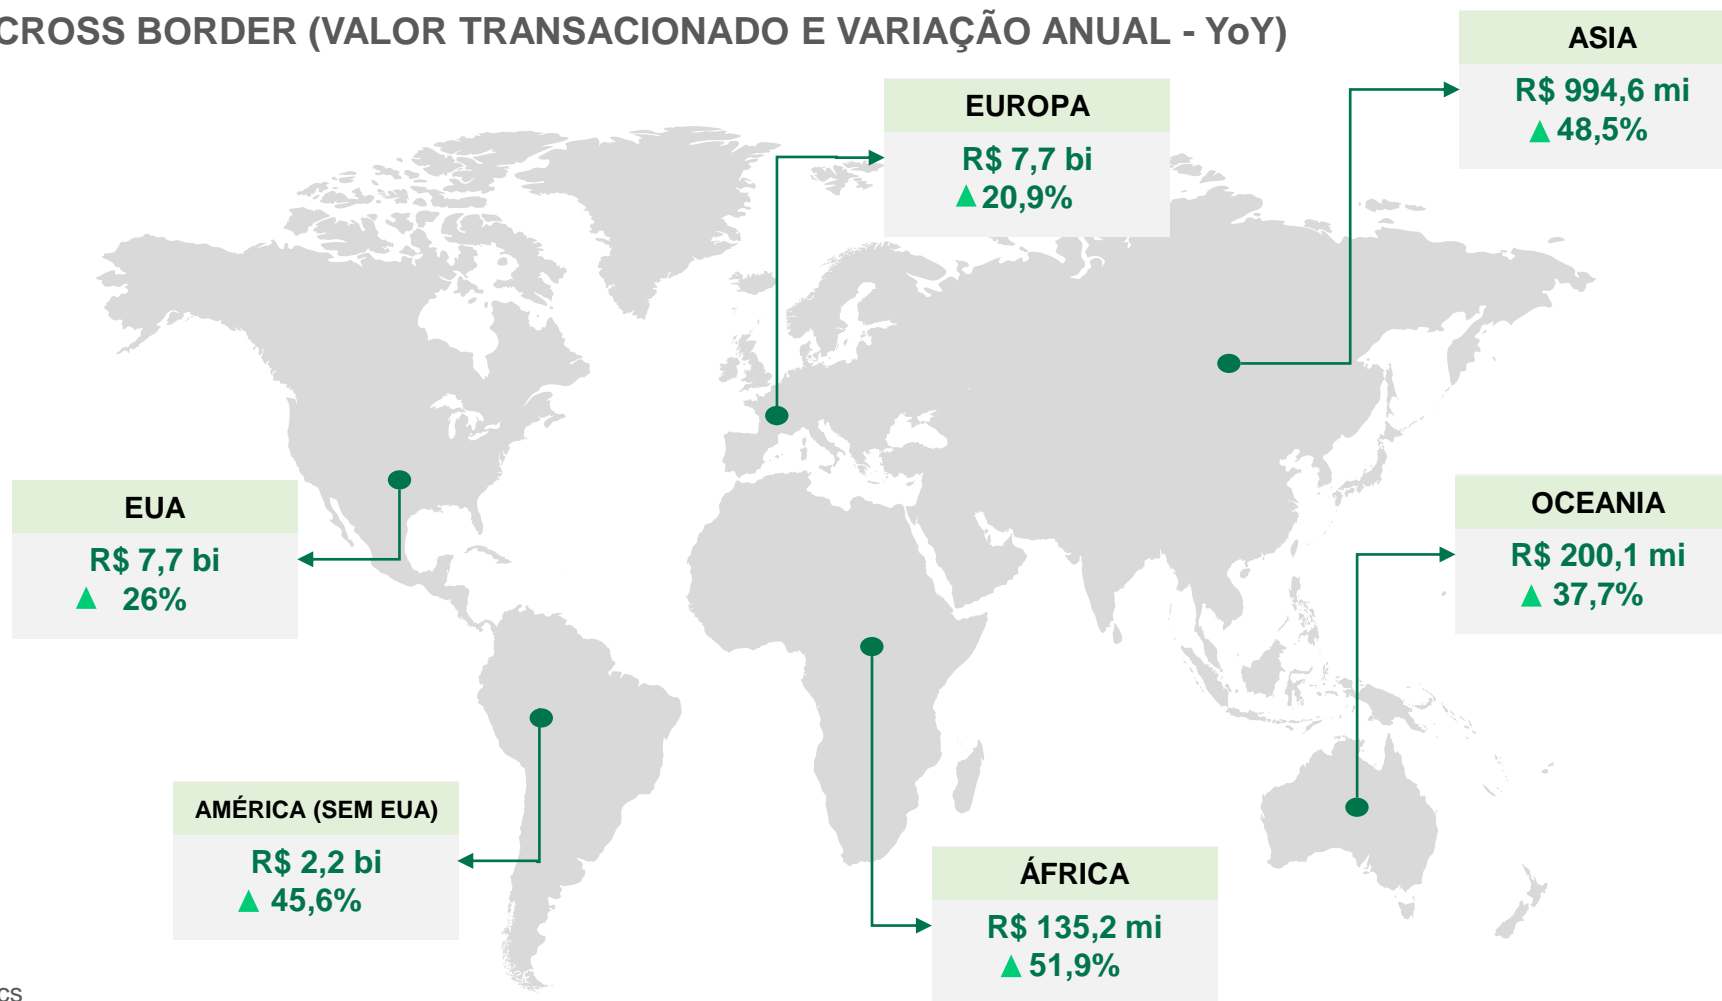 CROSS BORDER (VALOR TRANSACIONADO E VARIAÇÃO ANUAL - YoY)
ASIA
R$ 994,6 mi
▲ 48,5%
EUROPA
R$ 7,7 bi
▲ 20,9%
EUA
R$ 7,7 bi
▲ 26%
OCEANIA
R$ 200,1 mi
▲ 37,7%
AMÉRICA (SEM EUA)
R$ 2,2 bi
▲ 45,6%
ÁFRICA
R$ 135,2 mi
▲ 51,9%